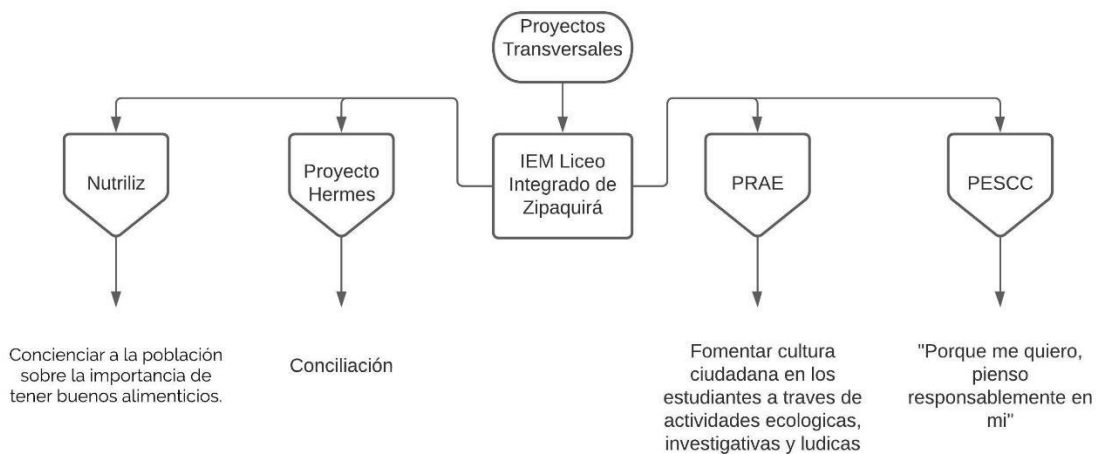 Proyectos
Transversales
Nutriliz
Proyecto
Hermes
IEM Liceo
Integrado de
Zipaquirá
PRAE
PESCC
Concienciar a la población
sobre la importancia de
tener buenos alimenticios.
Conciliación
Fomentar cultura
ciudadana en los
estudiantes a traves de
actividades ecologicas,
investigativas y ludicas
"Porque me quiero,
pienso
responsablemente en
mi"